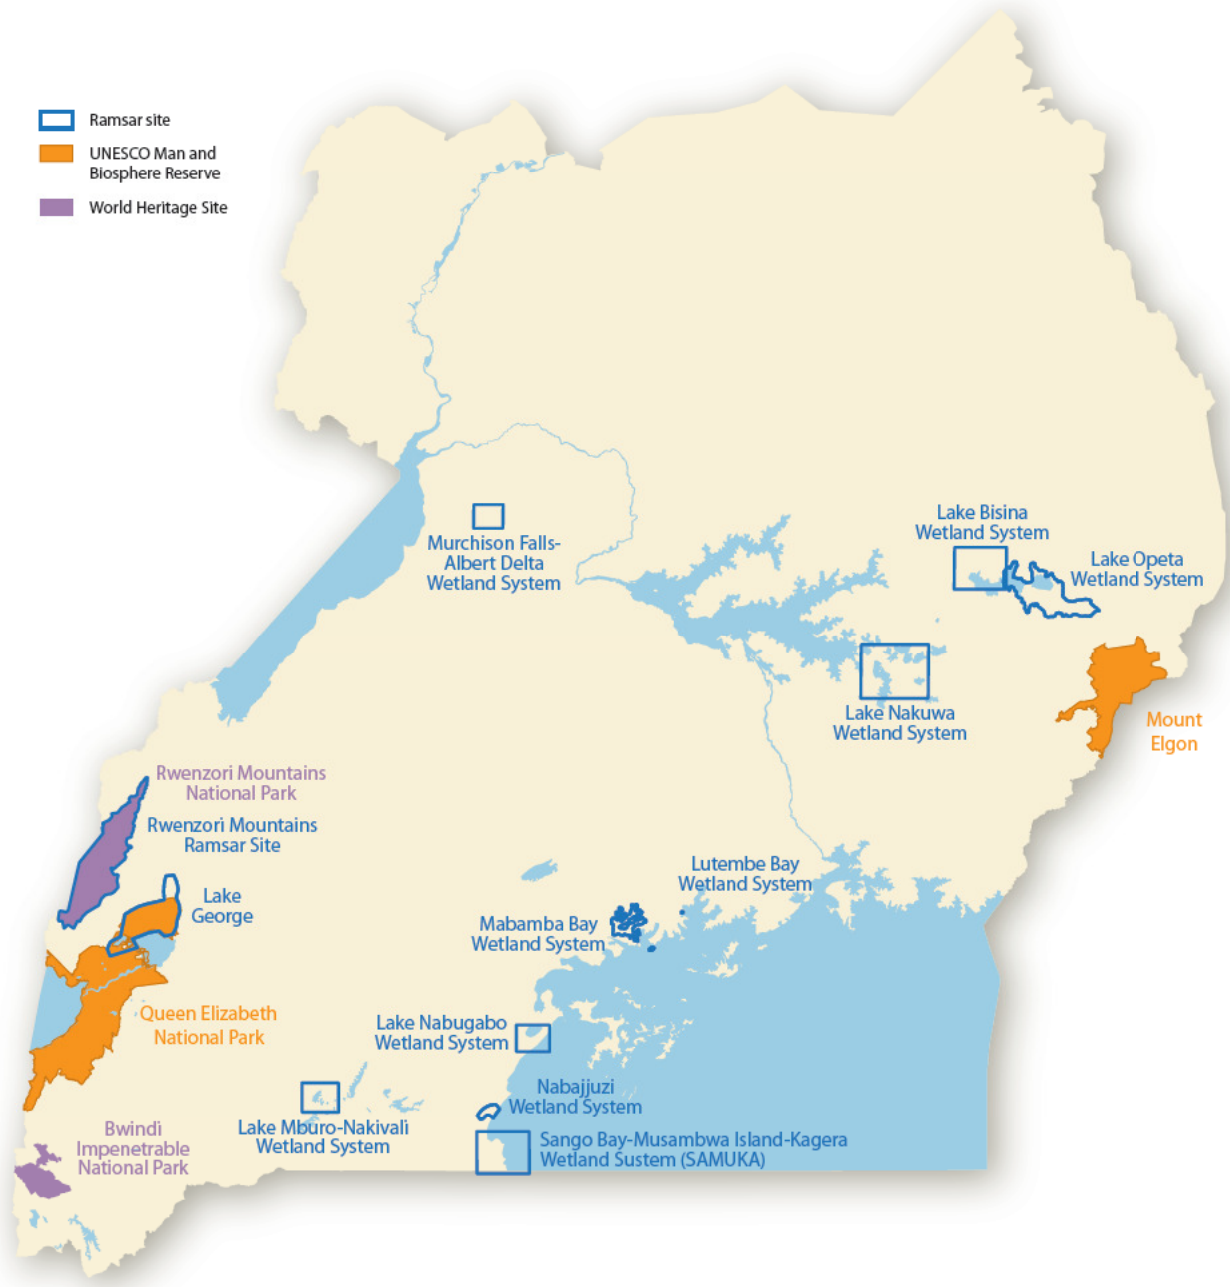 Ramsar site
UNESCO Man and
Biosphere Reserve
World Heritage Site
Lake Bisina
Wetland System
Murchison Falls-
Albert Delta
Wetland System
Lake Opeta
Wetland System
Lake Nakuwa
Wetland System
Mount
Elgon
Rwenzori Mountains
National Park
Rwenzori Mountains
Ramsar Site
Lake
George
Lutembe Bay
Wetland System
Mabamba Bay
Wetland System
Queen Elizabeth
National Park
Lake Nabugabo
Wetland System
Nabajjuzi
Wetland System
Lake Mburo-Nakivali
Wetland System
Bwindi
Impenetrable
National Park
Sango Bay-Musambwa Island-Kagera
Wetland Sustem (SAMUKA)